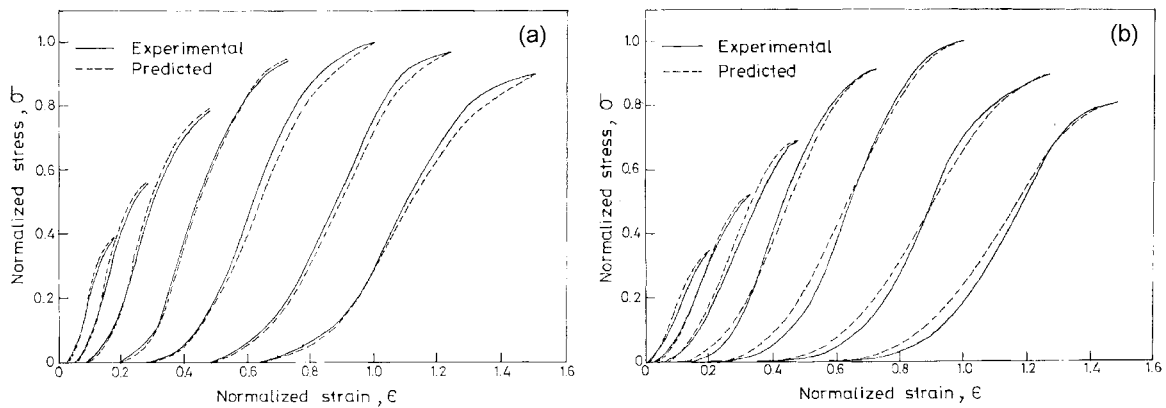 (a)
Experimental
Predicted
Normalized stress, σ
1.0
0.8
0.6
0.4
0.2
0
0 0.2 0.4 0.6 0.8 1.0 1.2 1.4 1.6
Normalized strain, ϵ
(b)
Experimental
Predicted
Normalized stress, σ
1.0
0.8
0.6
0.4
0.2
0
0 0.2 0.4 0.6 0.8 1.0 1.2 1.4 1.6
Normalized strain, ϵ